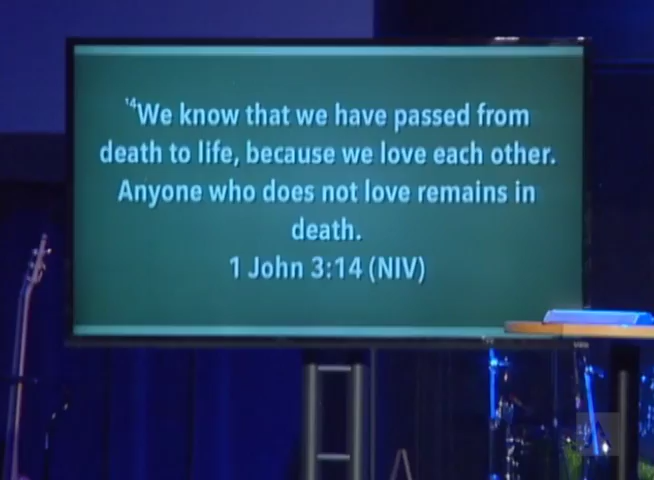 ¹⁴We know that we have passed from
death to life, because we love each other.
Anyone who does not love remains in
death.
1 John 3:14 (NIV)